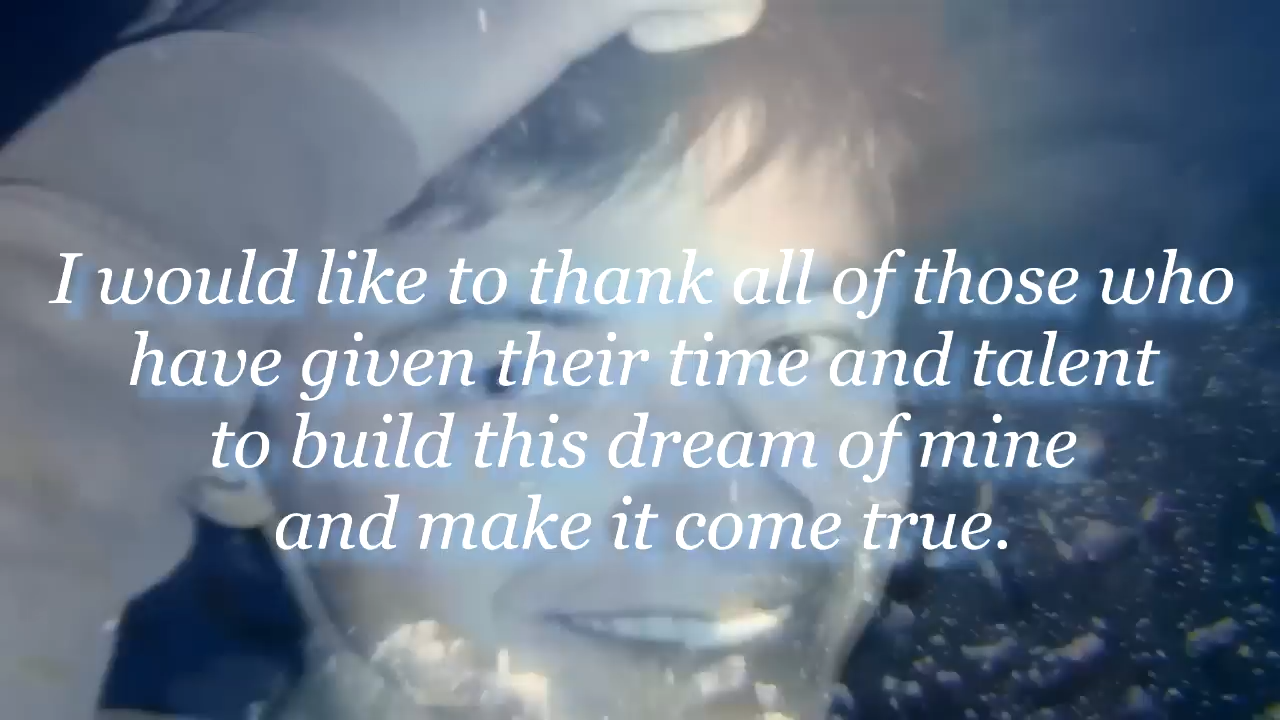 I would like to thank all of those who
have given their time and talent
to build this dream of mine
and make it come true.